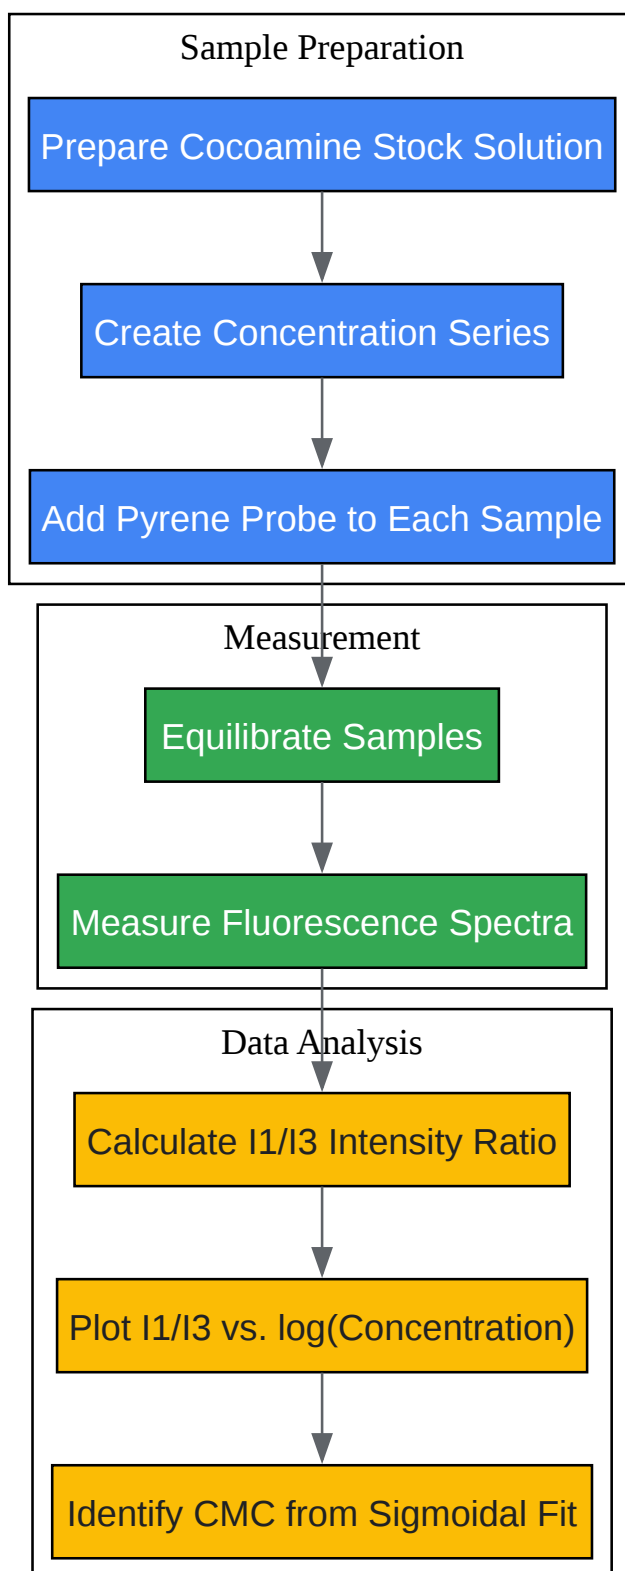 Sample Preparation
Prepare Cocoamine Stock Solution
Create Concentration Series
Add Pyrene Probe to Each Sample
Measurement
Equilibrate Samples
Measure Fluorescence Spectra
Data Analysis
Calculate I1/I3 Intensity Ratio
Plot I1/I3 vs. log(Concentration)
Identify CMC from Sigmoidal Fit